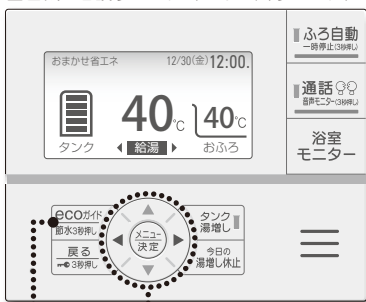 おまかせ省エネ 12/30(金)12:00
40℃ 40℃
タンク 給湯 おふろ
ふろ自動
一時停止(3秒押し)
通話
音声モニター(3秒押し)
浴室
モニター
ecoガイド
節水3秒押し
戻る
3秒押し
メニュー
決定
タンク
湯増し
今日の
湯増し休止